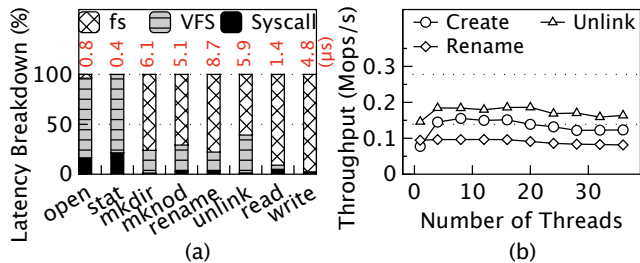 fs VFS Syscall
Latency Breakdown (%)
100
50
0
0.8 0.4 6.1 5.1 8.7 5.9 1.4 4.8 (μs)
open stat mkdir mknod rename unlink read write
(a)
Create Unlink
Rename
Throughput (Mops/s)
0.3
0.2
0.1
0
0 10 20 30
Number of Threads
(b)